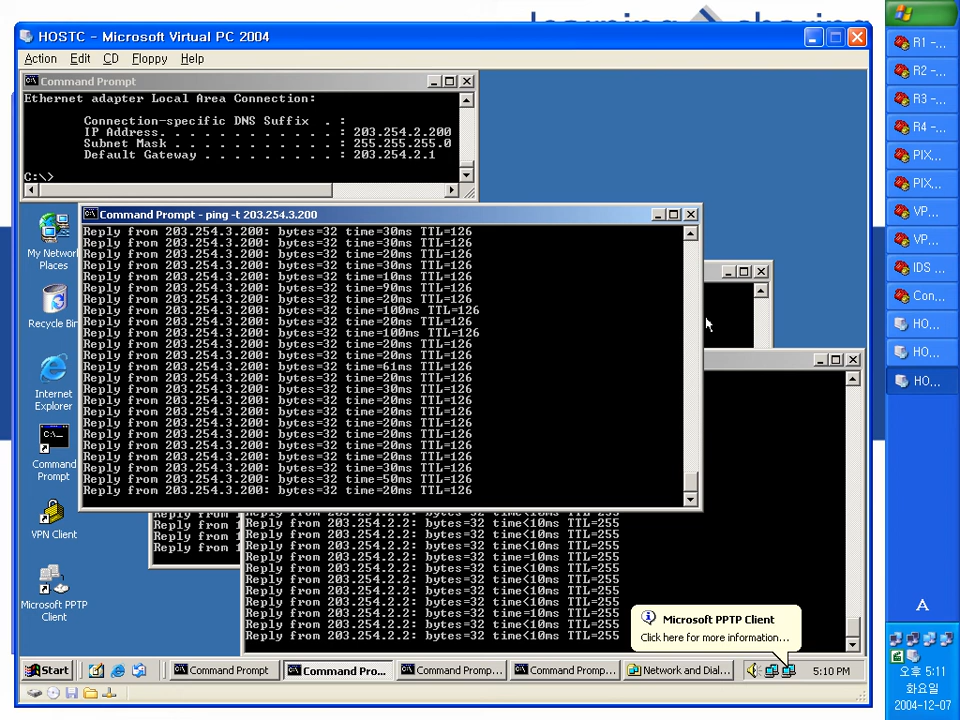 learning sharing
HOSTC - Microsoft Virtual PC 2004
Action Edit CD Floppy Help
Command Prompt
Ethernet adapter Local Area Connection:
Connection-specific DNS Suffix . :
IP Address. . . . . . . . . . . . : 203.254.2.200
Subnet Mask . . . . . . . . . . . : 255.255.255.0
Default Gateway . . . . . . . . . : 203.254.2.1
C:\>
Command Prompt - ping -t 203.254.3.200
Reply from 203.254.3.200: bytes=32 time=30ms TTL=126
Reply from 203.254.3.200: bytes=32 time=30ms TTL=126
Reply from 203.254.3.200: bytes=32 time=20ms TTL=126
Reply from 203.254.3.200: bytes=32 time=30ms TTL=126
Reply from 203.254.3.200: bytes=32 time=10ms TTL=126
Reply from 203.254.3.200: bytes=32 time=90ms TTL=126
Reply from 203.254.3.200: bytes=32 time=20ms TTL=126
Reply from 203.254.3.200: bytes=32 time=100ms TTL=126
Reply from 203.254.3.200: bytes=32 time=20ms TTL=126
Reply from 203.254.3.200: bytes=32 time=100ms TTL=126
Reply from 203.254.3.200: bytes=32 time=20ms TTL=126
Reply from 203.254.3.200: bytes=32 time=20ms TTL=126
Reply from 203.254.3.200: bytes=32 time=61ms TTL=126
Reply from 203.254.3.200: bytes=32 time=20ms TTL=126
Reply from 203.254.3.200: bytes=32 time=30ms TTL=126
Reply from 203.254.3.200: bytes=32 time=20ms TTL=126
Reply from 203.254.3.200: bytes=32 time=20ms TTL=126
Reply from 203.254.3.200: bytes=32 time=20ms TTL=126
Reply from 203.254.3.200: bytes=32 time=20ms TTL=126
Reply from 203.254.3.200: bytes=32 time=20ms TTL=126
Reply from 203.254.3.200: bytes=32 time=20ms TTL=126
Reply from 203.254.3.200: bytes=32 time=30ms TTL=126
Reply from 203.254.3.200: bytes=32 time=50ms TTL=126
Reply from 203.254.3.200: bytes=32 time=20ms TTL=126
My Network
Places
Recycle Bin
Internet
Explorer
Command
Prompt
VPN Client
Microsoft PPTP
Client
Reply from
Reply from 1
Reply from 1
Reply from 1
Reply from 203.254.2.2: bytes=32 time<10ms TTL=255
Reply from 203.254.2.2: bytes=32 time<10ms TTL=255
Reply from 203.254.2.2: bytes=32 time<10ms TTL=255
Reply from 203.254.2.2: bytes=32 time<10ms TTL=255
Reply from 203.254.2.2: bytes=32 time=10ms TTL=255
Reply from 203.254.2.2: bytes=32 time<10ms TTL=255
Reply from 203.254.2.2: bytes=32 time<10ms TTL=255
Reply from 203.254.2.2: bytes=32 time<10ms TTL=255
Reply from 203.254.2.2: bytes=32 time<10ms TTL=255
Reply from 203.254.2.2: bytes=32 time=10ms TTL=255
Reply from 203.254.2.2: bytes=32 time<10ms TTL=255
Reply from 203.254.2.2: bytes=32 time<10ms TTL=255
Microsoft PPTP Client
Click here for more information...
Start
Command Prompt
Command Pro...
Command Promp...
Command Promp...
Network and Dial...
5:10 PM
R1 -...
R2 -...
R3 -...
R4 -...
PIX...
PIX...
VP...
VP...
IDS ...
Con...
HO...
HO...
HO...
A
오후 5:11
화요일
2004-12-07